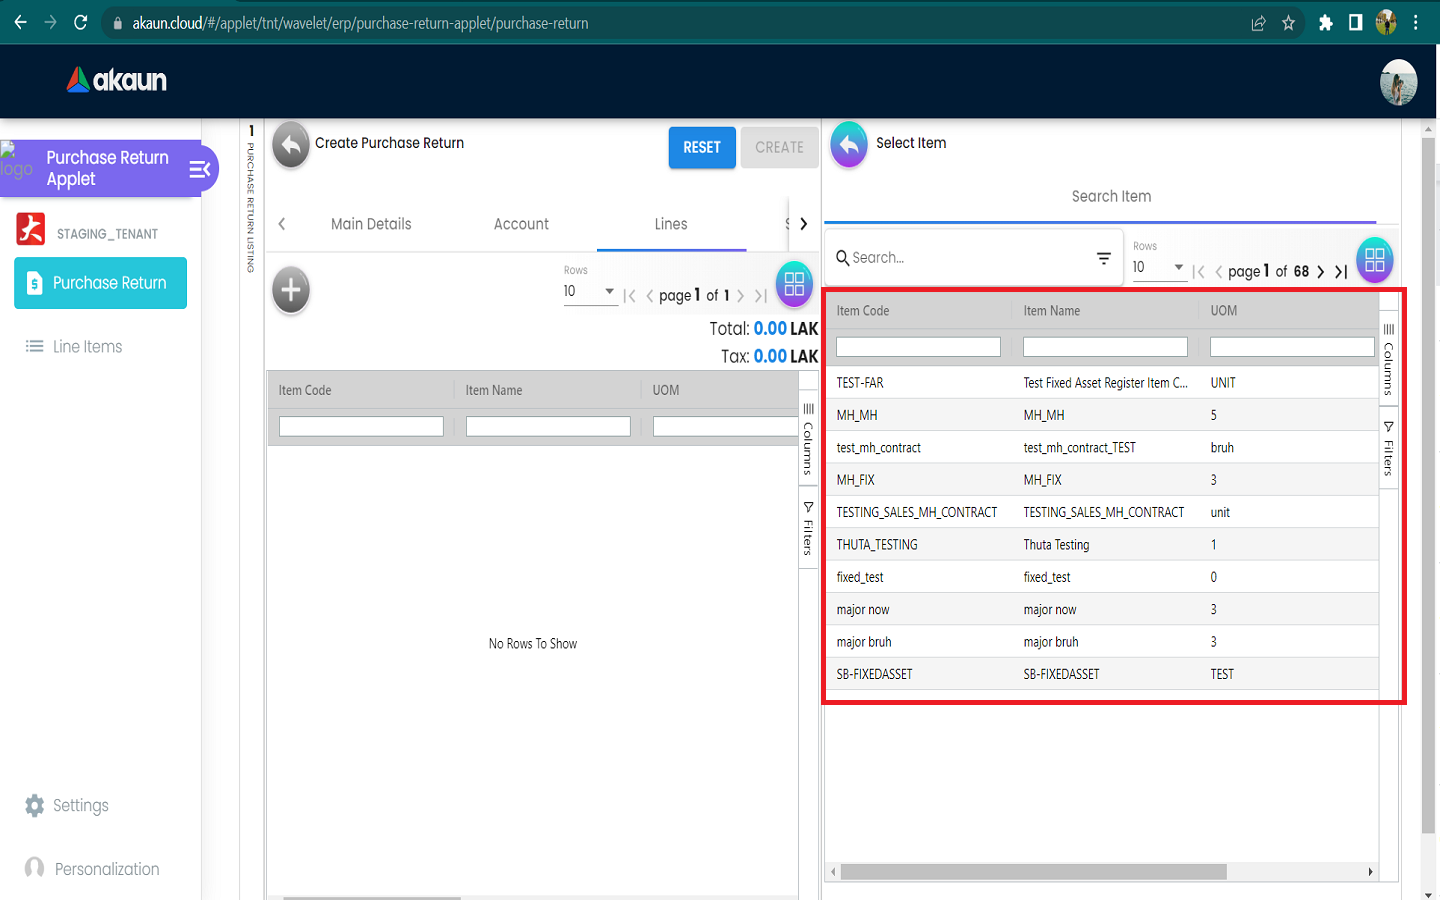 akaun.cloud/#/applet/tnt/wavelet/erp/purchase-return-applet/purchase-return
akaun
logo
Purchase Return
Applet
STAGING_TENANT
Purchase Return
Line Items
Settings
Personalization
1
PURCHASE RETURN LISTING
Create Purchase Return
RESET
CREATE
Main Details
Account
Lines
Rows
10
page 1 of 1
Total: 0.00 LAK
Tax: 0.00 LAK
Item Code Item Name UOM
No Rows To Show
Columns
Filters
Select Item
Search Item
Search...
Rows
10
page 1 of 68
Item Code Item Name UOM
TEST-FAR Test Fixed Asset Register Item C... UNIT
MH_MH MH_MH 5
test_mh_contract test_mh_contract_TEST bruh
MH_FIX MH_FIX 3
TESTING_SALES_MH_CONTRACT TESTING_SALES_MH_CONTRACT unit
THUTA_TESTING Thuta Testing 1
fixed_test fixed_test 0
major now major now 3
major bruh major bruh 3
SB-FIXEDASSET SB-FIXEDASSET TEST
Columns
Filters